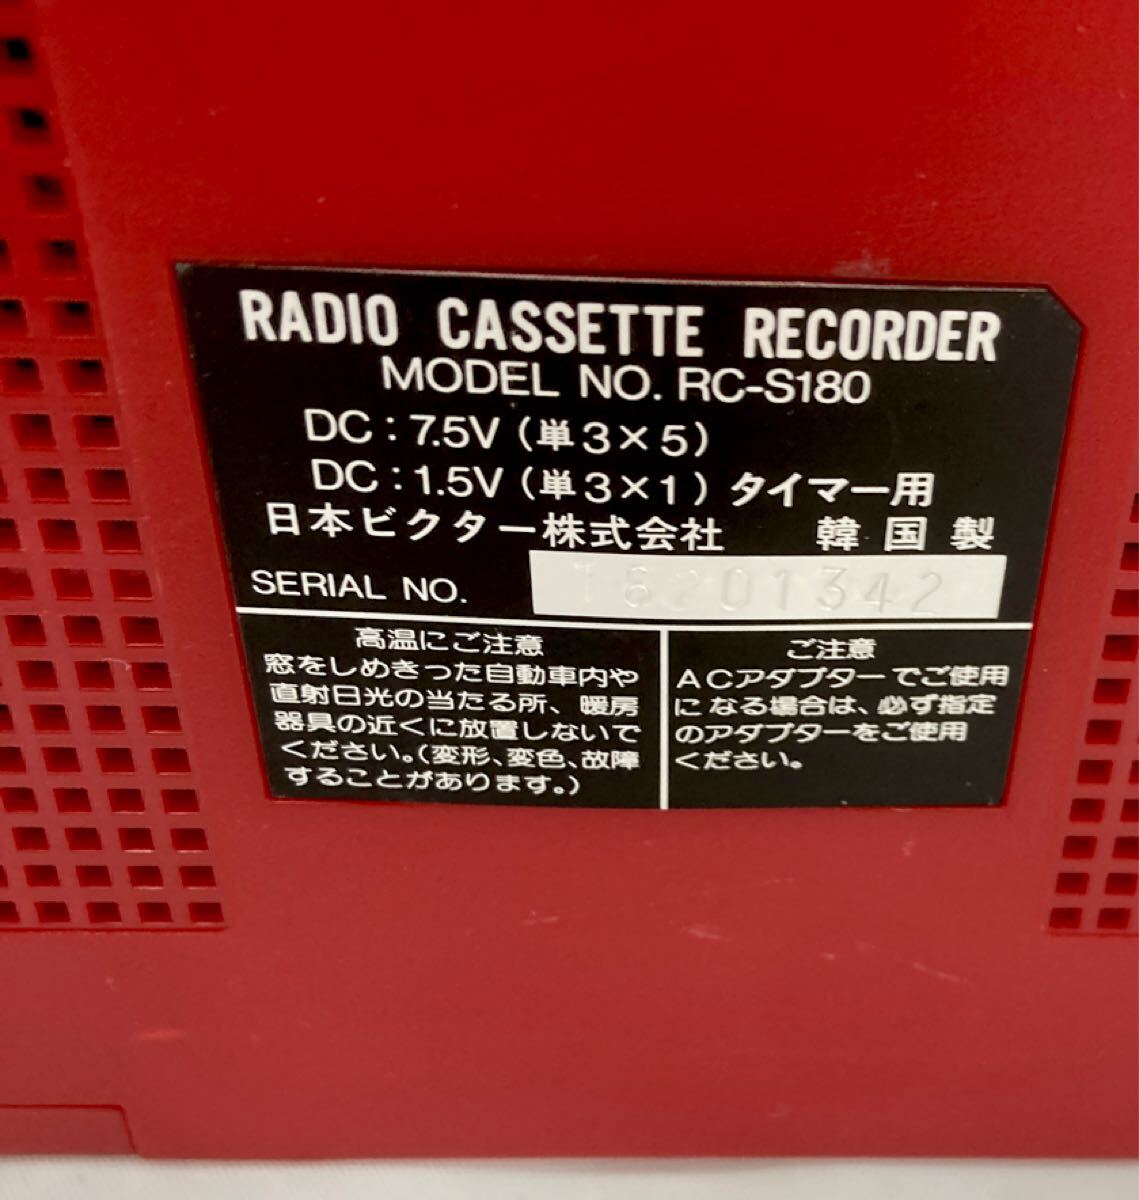 RADIO CASSETTE RECORDER
MODEL NO. RC-S180
DC : 7.5V (単3×5)
DC : 1.5V (単3×1) タイマー用
日本ビクター株式会社 韓国製
SERIAL NO. 16201342
高温にご注意
窓をしめきった自動車内や
直射日光の当たる所、暖房
器具の近くに放置しないで
ください。(変形、変色、故障
することがあります。)
ご注意
ACアダプターでご使用
になる場合は、必ず指定
のアダプターをご使用
ください。